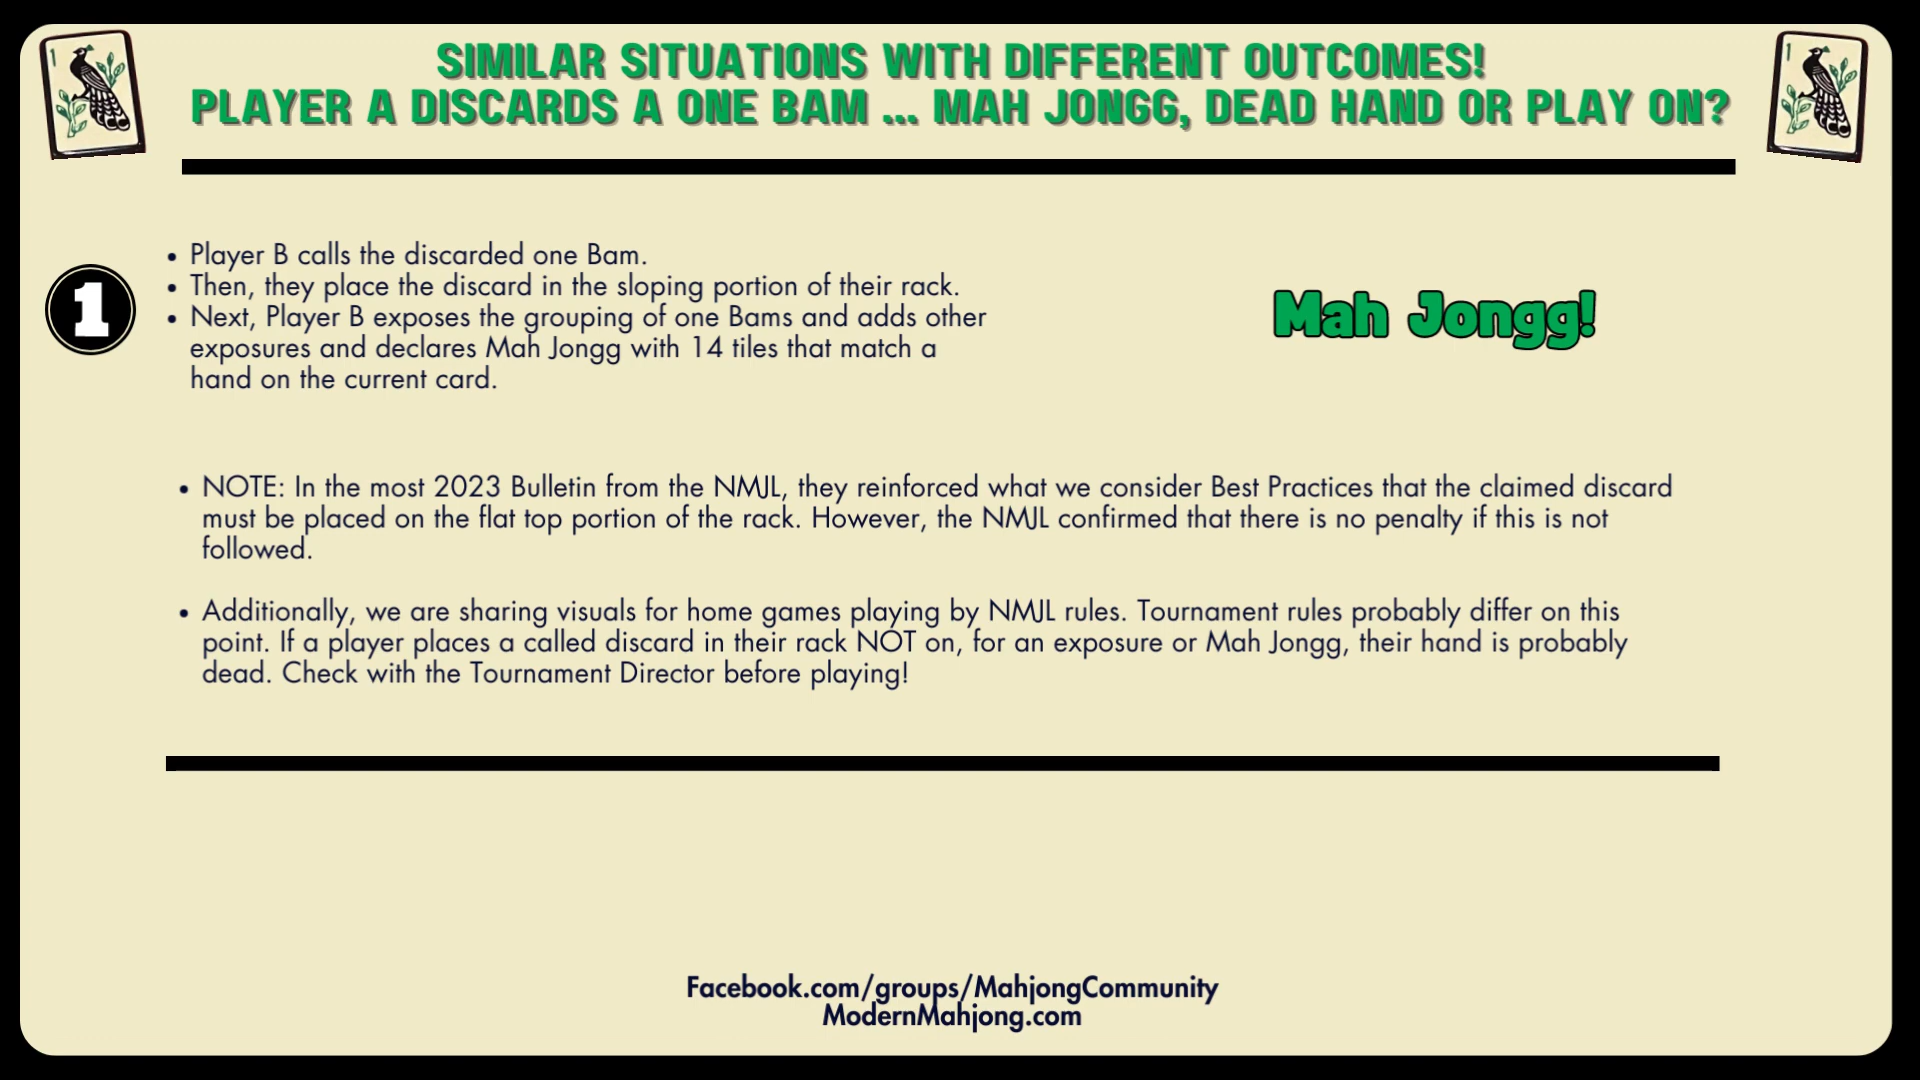 SIMILAR SITUATIONS WITH DIFFERENT OUTCOMES!
PLAYER A DISCARDS A ONE BAM ... MAH JONGG, DEAD HAND OR PLAY ON?
1
1
1
• Player B calls the discarded one Bam.
• Then, they place the discard in the sloping portion of their rack.
• Next, Player B exposes the grouping of one Bams and adds other
exposures and declares Mah Jongg with 14 tiles that match a
hand on the current card.
Mah Jongg!
• NOTE: In the most 2023 Bulletin from the NMJL, they reinforced what we consider Best Practices that the claimed discard
must be placed on the flat top portion of the rack. However, the NMJL confirmed that there is no penalty if this is not
followed.
• Additionally, we are sharing visuals for home games playing by NMJL rules. Tournament rules probably differ on this
point. If a player places a called discard in their rack NOT on, for an exposure or Mah Jongg, their hand is probably
dead. Check with the Tournament Director before playing!
Facebook.com/groups/MahjongCommunity
ModernMahjong.com